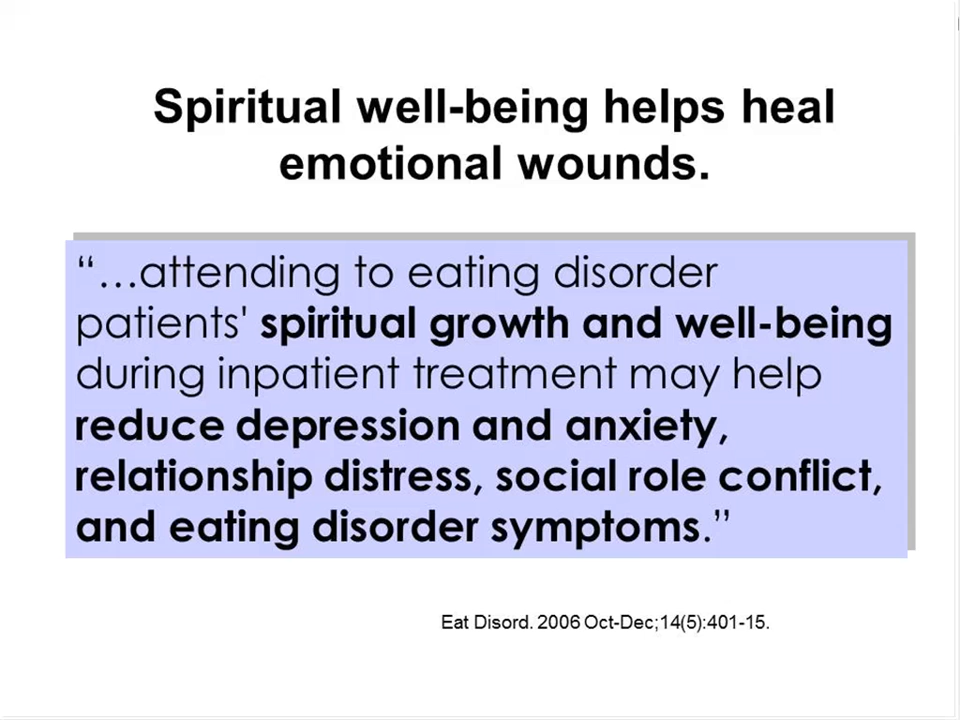 Spiritual well-being helps heal
emotional wounds.
“…attending to eating disorder
patients' spiritual growth and well-being
during inpatient treatment may help
reduce depression and anxiety,
relationship distress, social role conflict,
and eating disorder symptoms.”
Eat Disord. 2006 Oct-Dec;14(5):401-15.